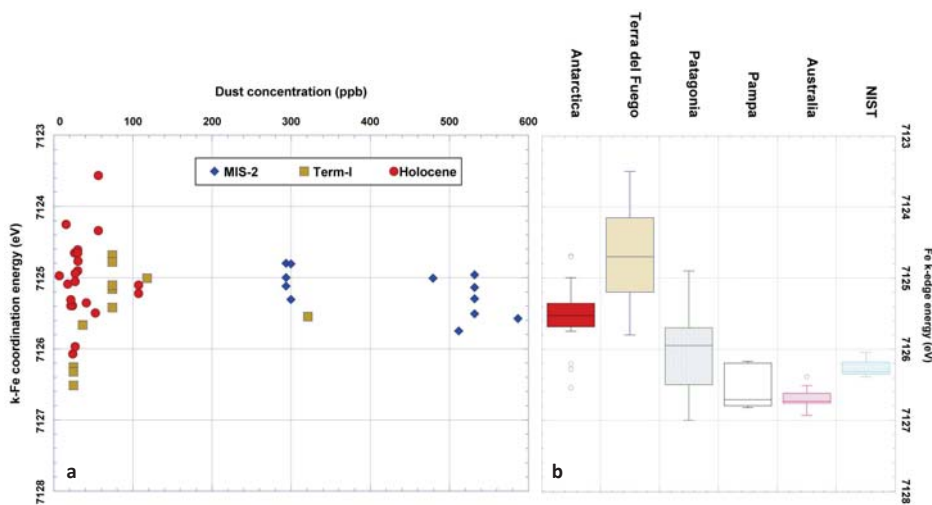 Dust concentration (ppb)
0 100 200 300 400 500 600
k-Fe coordination energy (eV)
7123
7124
7125
7126
7127
7128
MIS-2 Term-I Holocene
a
Antarctica
Terra del Fuego
Patagonia
Pampa
Australia
NIST
Fe k-edge energy (eV)
7123
7124
7125
7126
7127
7128
b